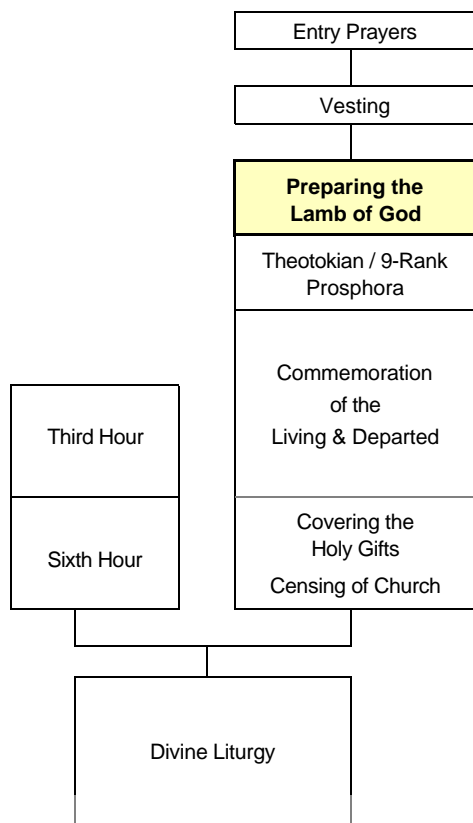 Entry Prayers
Vesting
Preparing the
Lamb of God
Theotokian / 9-Rank
Prosphora
Commemoration
of the
Living & Departed
Third Hour
Sixth Hour
Covering the
Holy Gifts
Censing of Church
Divine Liturgy